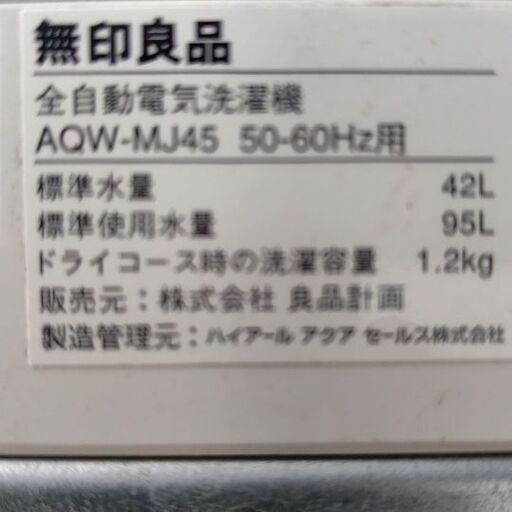 無印良品
全自動電気洗濯機
AQW-MJ45 50-60Hz用
標準水量 42L
標準使用水量 95L
ドライコース時の洗濯容量 1.2kg
販売元：株式会社 良品計画
製造管理元：ハイアール アクア セールス株式会社